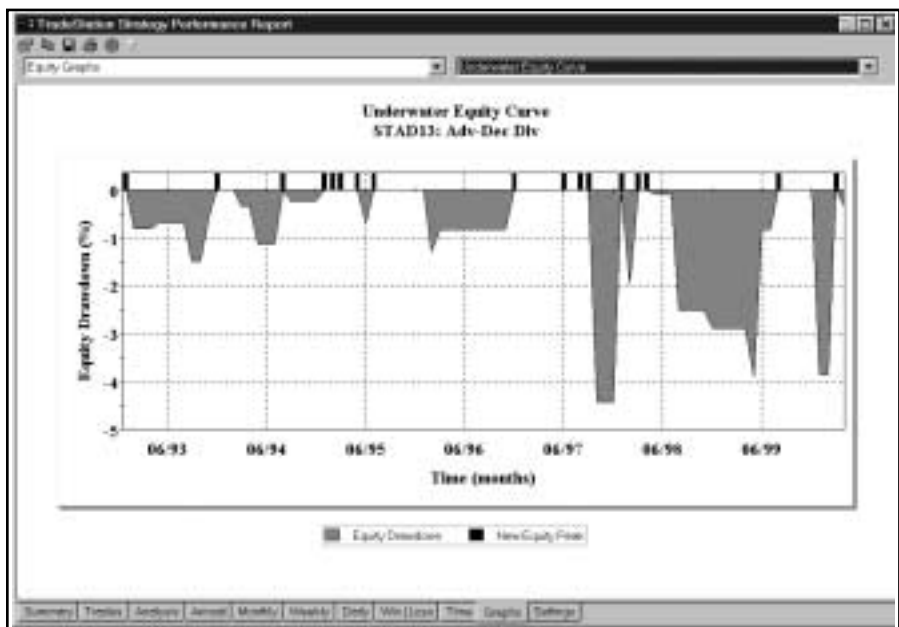 TradeStation Strategy Performance Report
Equity Graphs
Underwater Equity Curve
Underwater Equity Curve
STAD13: Adv-Dec Div
Equity Drawdown (%)
0
-1
-2
-3
-4
-5
06/93 06/94 06/95 06/96 06/97 06/98 06/99
Time (months)
Equity Drawdown New Equity Peak
Summary Trades Analysis Annual Monthly Weekly Daily Win|Loss Time Graphs Settings